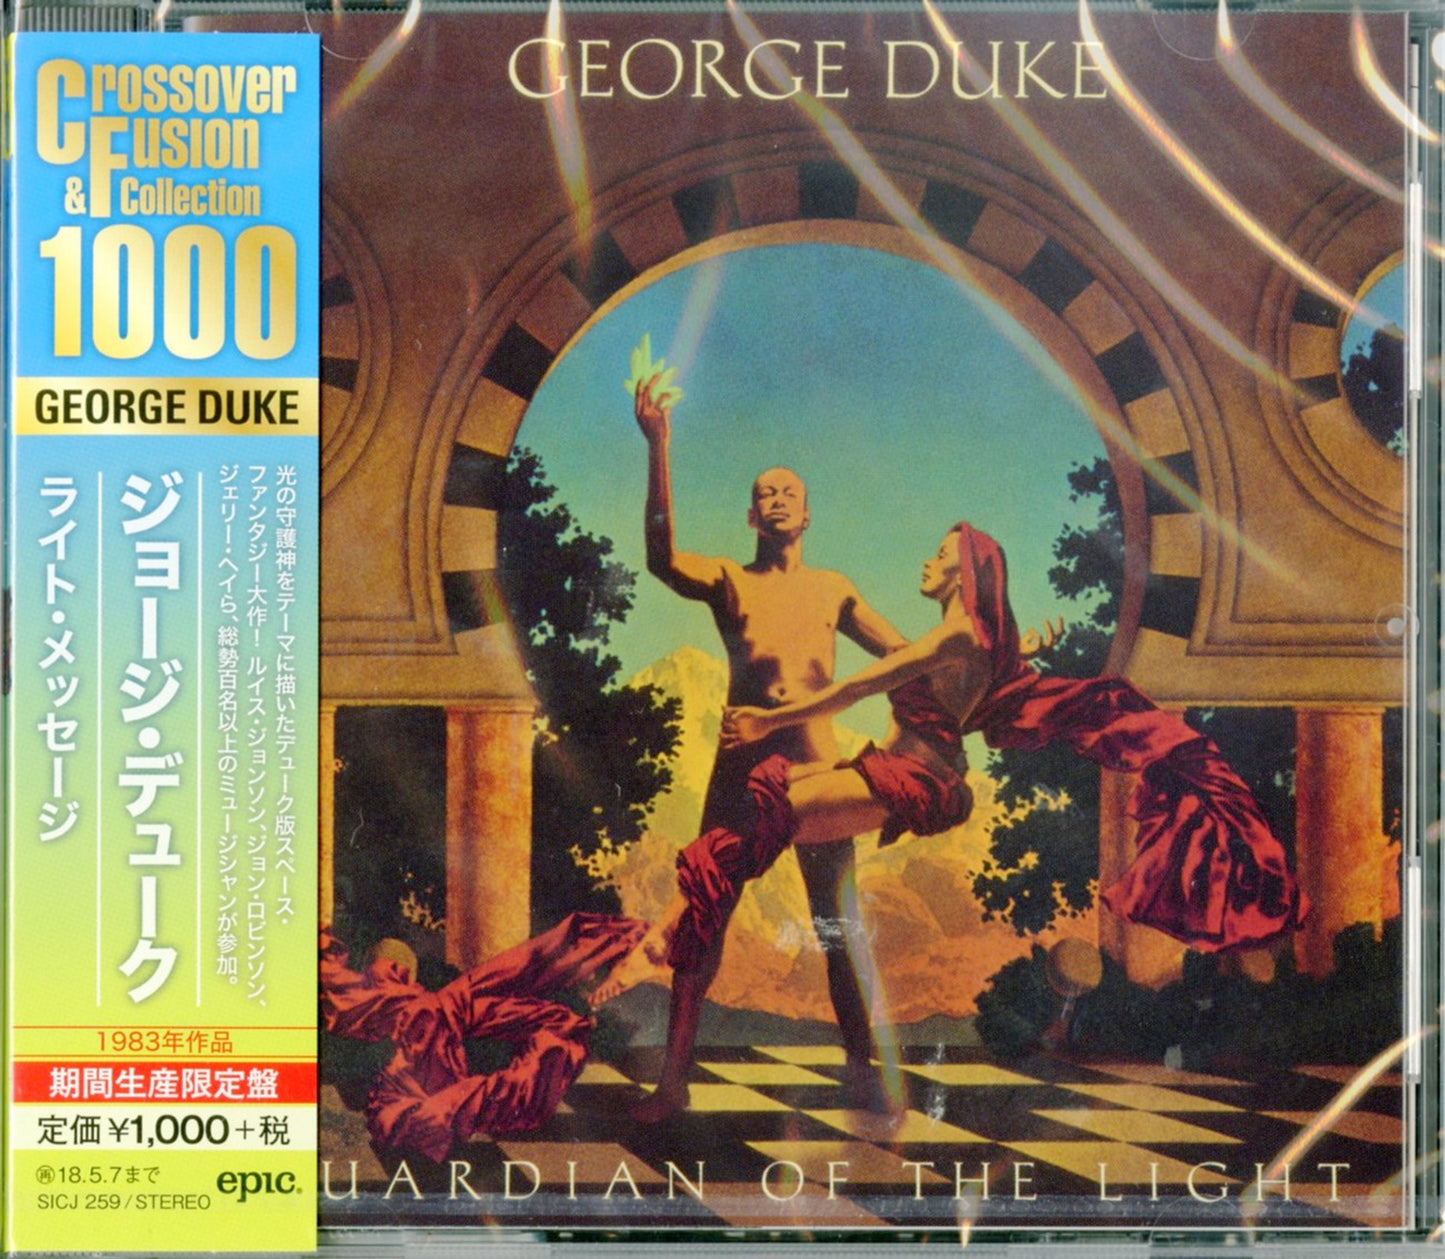 Crossover
Fusion
& Collection
1000
GEORGE DUKE
光の守護神をテーマに描いたデューク版スペース・
ファンタジー大作！ルイス・ジョンソン、ジョン・ロビンソン、
ジェリー・ヘイら、総勢百名以上のミュージシャンが参加。
ジョージ・デューク
ライト・メッセージ
1983年作品
期間生産限定盤
定価¥1,000+税
㋐18.5.7まで
epic®
SICJ 259/STEREO
GEORGE DUKE
UARDIAN OF THE LIGHT